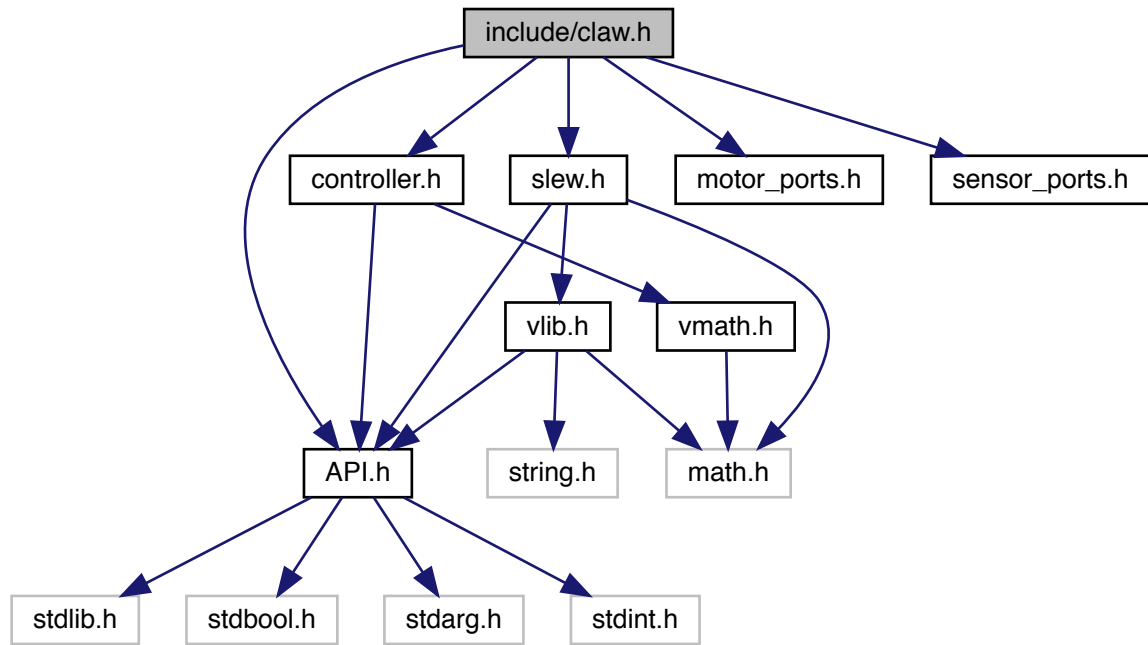 include/claw.h
controller.h
slew.h
motor_ports.h
sensor_ports.h
vlib.h
vmath.h
API.h
string.h
math.h
stdlib.h
stdbool.h
stdarg.h
stdint.h